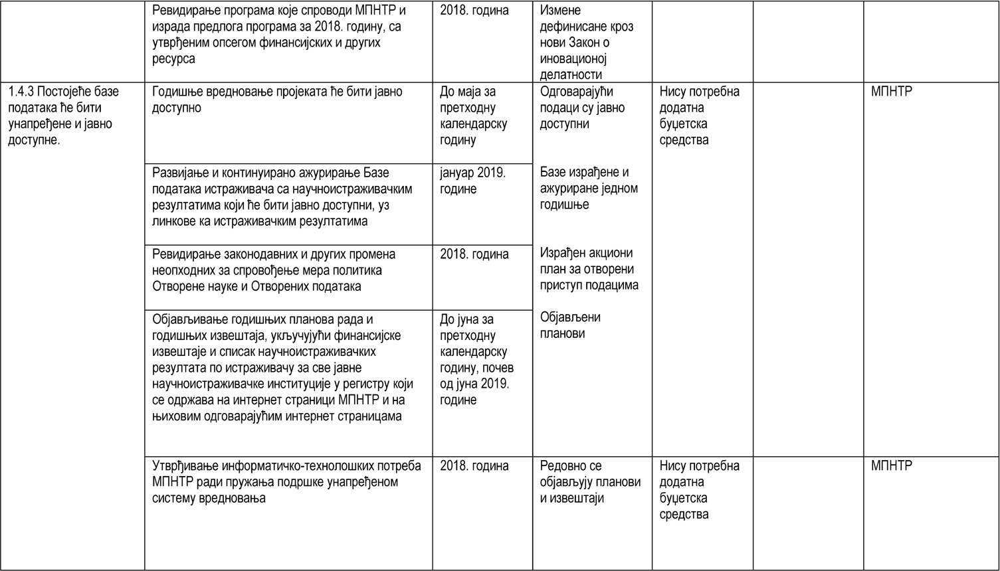 Ревидирање програма које спроводи МПНТР и
израда предлога програма за 2018. годину, са
утврђеним опсегом финансијских и других
ресурса
2018. година
Измене
дефинисане кроз
нови Закон о
иновационој
делатности
1.4.3 Постојеће базе
података ће бити
унапређене и јавно
доступне.
Годишње вредновање пројеката ће бити јавно
доступно
До маја за
претходну
календарску
годину
Одговарајући
подаци су јавно
доступни
Нису потребна
додатна
буџетска
средства
МПНТР
Развијање и континуирано ажурирање Базе
података истраживача са научноистраживачким
резултатима који ће бити јавно доступни, уз
линкове ка истраживачким резултатима
јануар 2019.
године
Базе израђене и
ажуриране једном
годишње
Ревидирање законодавних и других промена
неопходних за спровођење мера политика
Отворене науке и Отворених података
2018. година
Израђен акциони
план за отворени
приступ подацима
Објављивање годишњих планова рада и
годишњих извештаја, укључујући финансијске
извештаје и списак научноистраживачких
резултата по истраживачу за све јавне
научноистраживачке институције у регистру који
се одржава на интернет страници МПНТР и на
њиховим одговарајућим интернет страницама
До јуна за
претходну
календарску
годину, почев
од јуна 2019.
године
Објављени
планови
Утврђивање информатичко-технолошких потреба
МПНТР ради пружања подршке унапређеном
систему вредновања
2018. година
Редовно се
објављују планови
и извештаји
Нису потребна
додатна
буџетска
средства
МПНТР